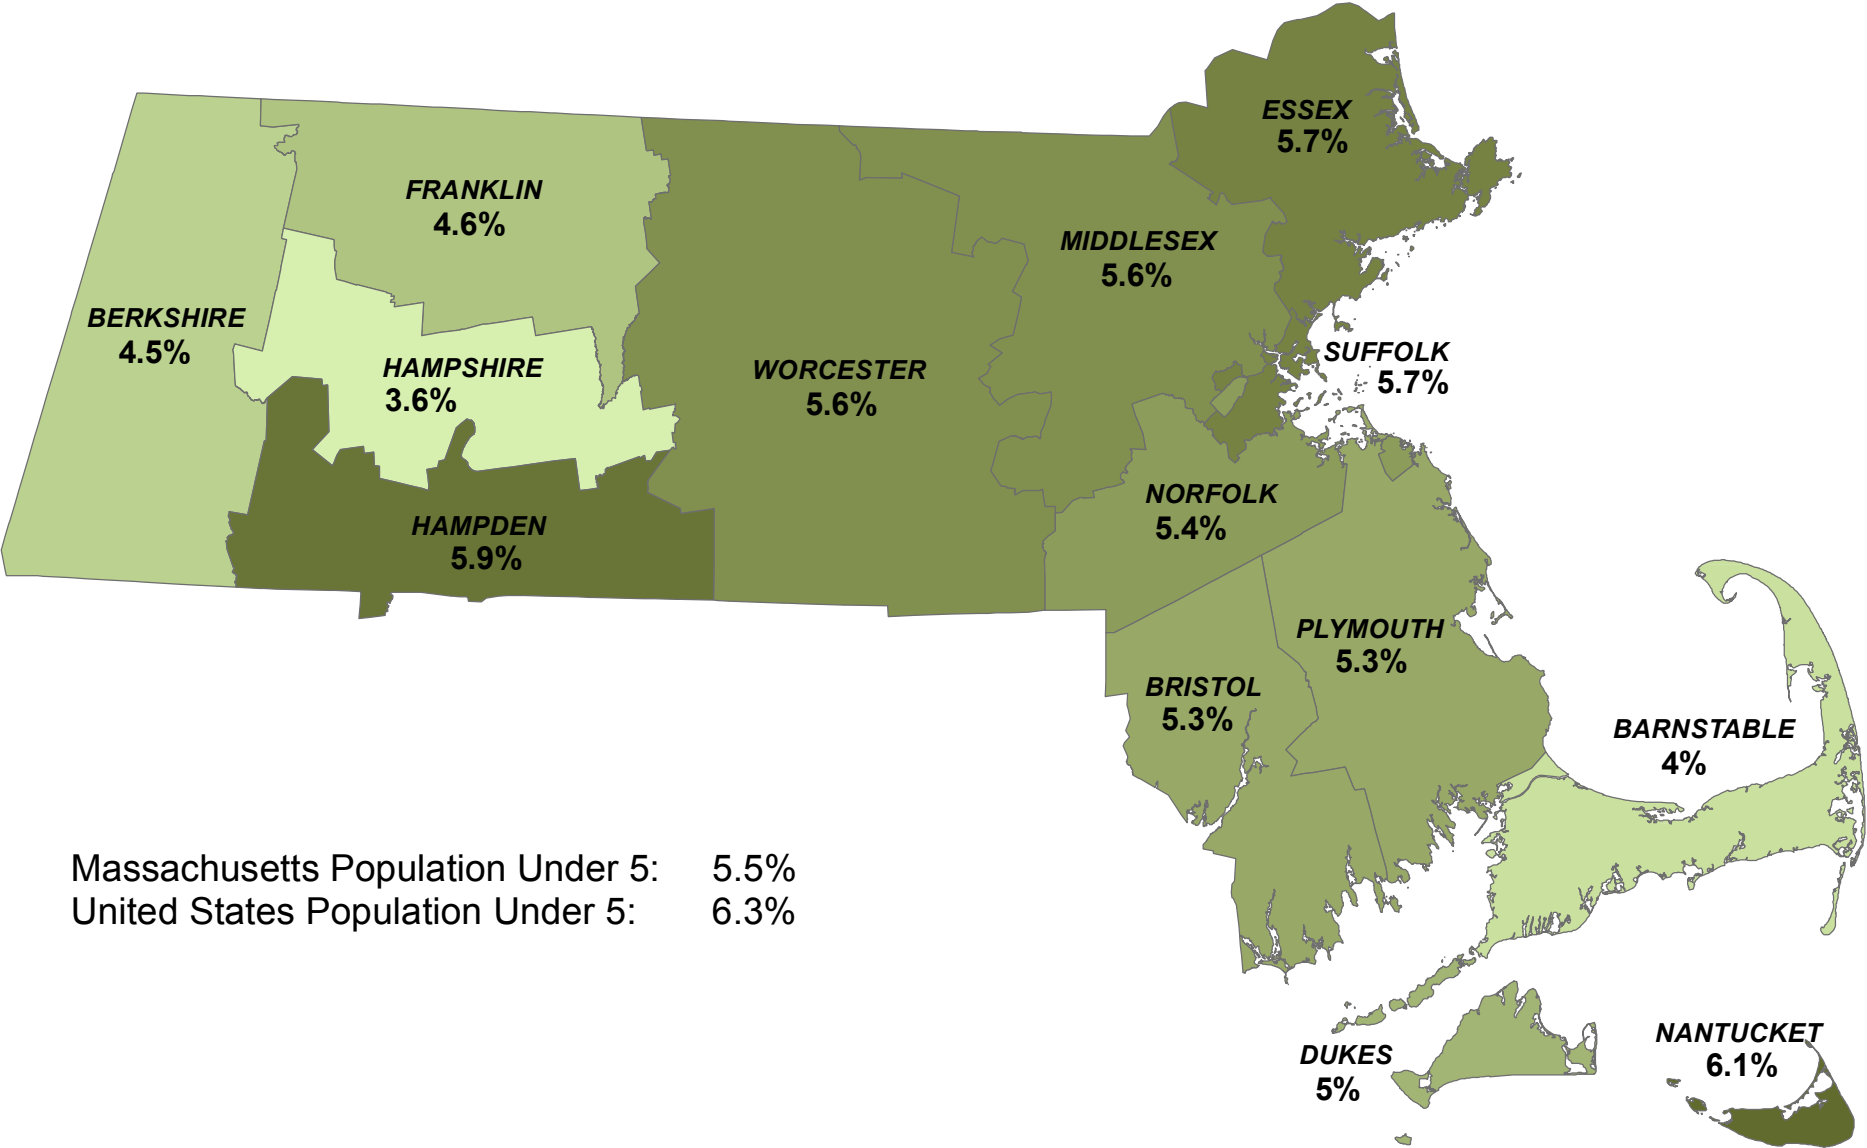 ESSEX
5.7%
FRANKLIN
4.6%
MIDDLESEX
5.6%
BERKSHIRE
4.5%
HAMPSHIRE
3.6%
WORCESTER
5.6%
SUFFOLK
5.7%
NORFOLK
5.4%
HAMPDEN
5.9%
PLYMOUTH
5.3%
BRISTOL
5.3%
BARNSTABLE
4%
Massachusetts Population Under 5: 5.5%
United States Population Under 5: 6.3%
DUKES
5%
NANTUCKET
6.1%